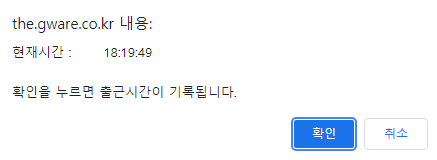 the.gware.co.kr 내용:
현재시간 : 18:19:49
확인을 누르면 출근시간이 기록됩니다.
확인 취소